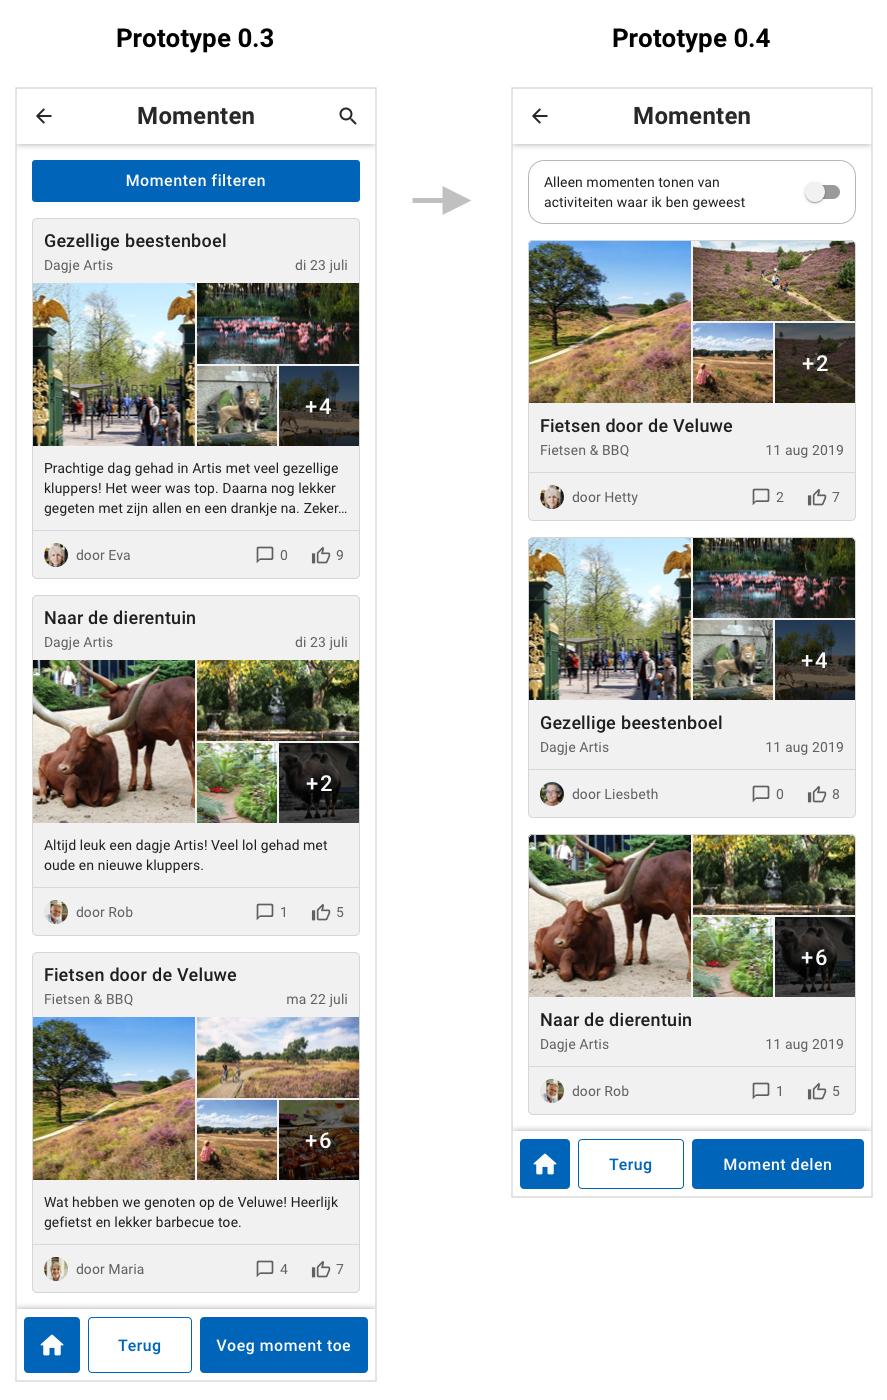 Prototype 0.3
Momenten
Momenten filteren
Gezellige beestenboel
Dagje Artis
di 23 juli
+4
Prachtige dag gehad in Artis met veel gezellige
kluppers! Het weer was top. Daarna nog lekker
gegeten met zijn allen en een drankje na. Zeker...
door Eva
0
9
Naar de dierentuin
Dagje Artis
di 23 juli
+2
Altijd leuk een dagje Artis! Veel lol gehad met
oude en nieuwe kluppers.
door Rob
1
5
Fietsen door de Veluwe
Fietsen & BBQ
ma 22 juli
+6
Wat hebben we genoten op de Veluwe! Heerlijk
gefietst en lekker barbecue toe.
door Maria
4
7
Terug
Voeg moment toe
Prototype 0.4
Momenten
Alleen momenten tonen van
activiteiten waar ik ben geweest
+2
Fietsen door de Veluwe
Fietsen & BBQ
11 aug 2019
door Hetty
2
7
+4
Gezellige beestenboel
Dagje Artis
11 aug 2019
door Liesbeth
0
8
+6
Naar de dierentuin
Dagje Artis
11 aug 2019
door Rob
1
5
Terug
Moment delen